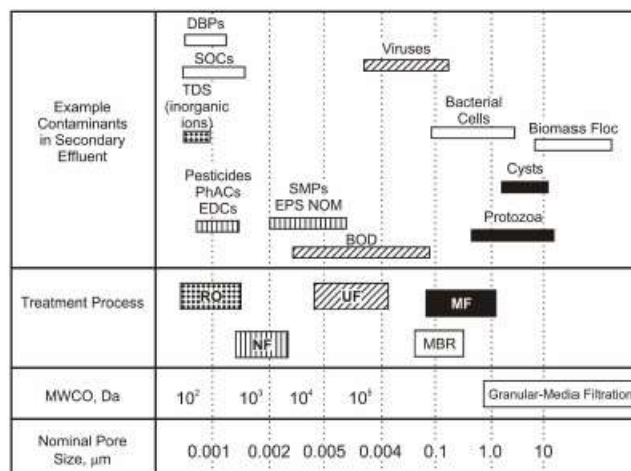 DBPs
SOCs
TDS
(inorganic
ions)
Viruses
Bacterial
Cells
Biomass Floc
Example
Contaminants
in Secondary
Effluent
Pesticides
PhACs
EDCs
SMPs
EPS NOM
BOD
Cysts
Protozoa
Treatment Process
RO
UF
MF
NF
MBR
MWCO, Da
10²
10³
10⁴
10⁵
Granular-Media Filtration
Nominal Pore
Size, μm
0.001
0.002
0.005
0.004
0.1
1.0
10